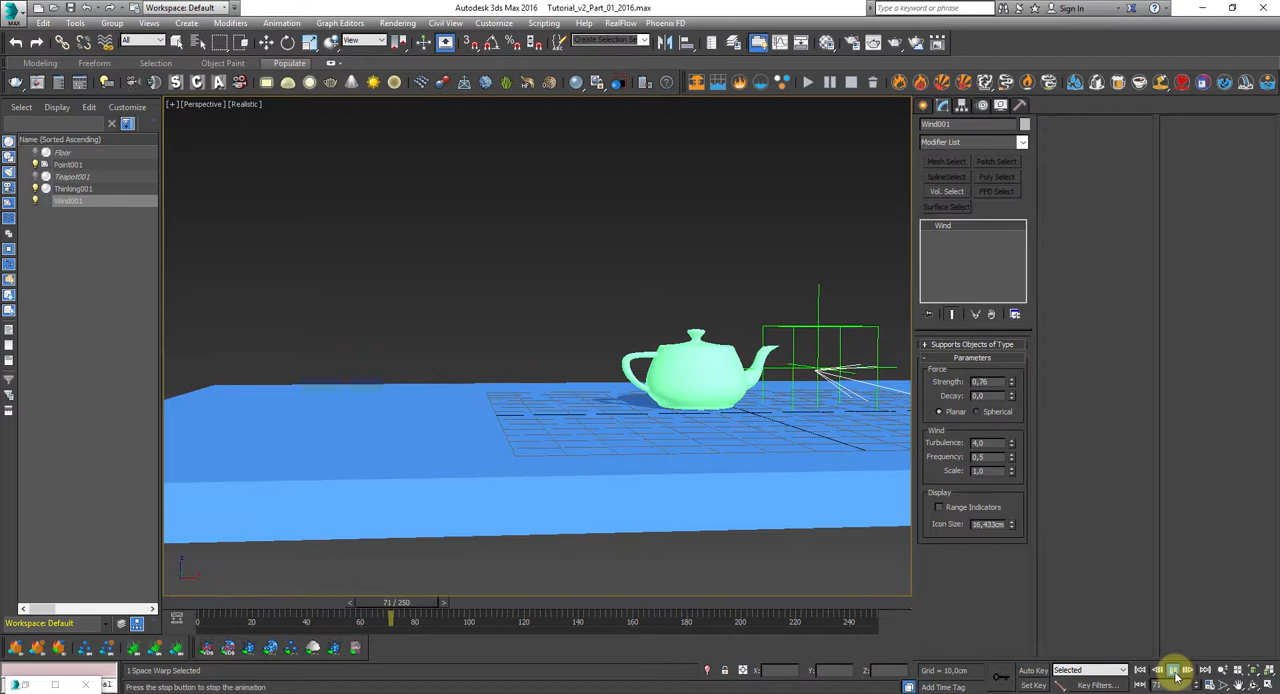 Workspace: Default
Autodesk 3ds Max 2016 Tutorial_v2_Part_01_2016.max
Type a keyword or phrase
Sign In
MAX
Edit Tools Group Views Create Modifiers Animation Graph Editors Rendering Civil View Customize Scripting Help RealFlow Phoenix FD
All
View
Create Selection Se
Modeling Freeform Selection Object Paint Populate
Select Display Edit Customize
[+] [Perspective] [Realistic]
Name (Sorted Ascending)
Floor
Point001
Teapot001
Thinking001
Wind001
Wind001
Modifier List
Mesh Select Patch Select
SplineSelect Poly Select
Vol. Select FFD Select
Surface Select
Wind
+ Supports Objects of Type
- Parameters
Force
Strength: 0,76
Decay: 0,0
Planar Spherical
Wind
Turbulence: 4,0
Frequency: 0,5
Scale: 1,0
Display
Range Indicators
Icon Size: 16,433cm
z
< 71 / 250 >
0 20 40 60 80 100 120 140 160 180 200 220 240
Workspace: Default
1 Space Warp Selected
X: Y: Z:
Grid = 10,0cm
Auto Key Selected
Press the stop button to stop the animation
Add Time Tag
Set Key Key Filters...
71